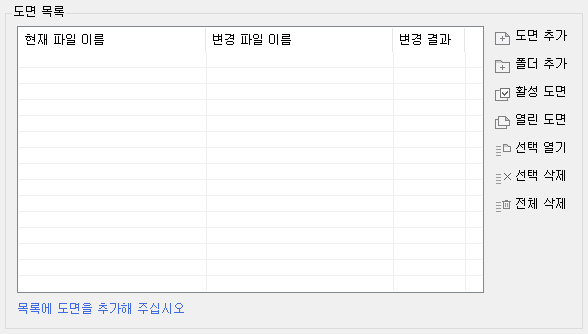 도면 목록
현재 파일 이름 변경 파일 이름 변경 결과
도면 추가
폴더 추가
활성 도면
열린 도면
선택 열기
선택 삭제
전체 삭제
목록에 도면을 추가해 주십시오